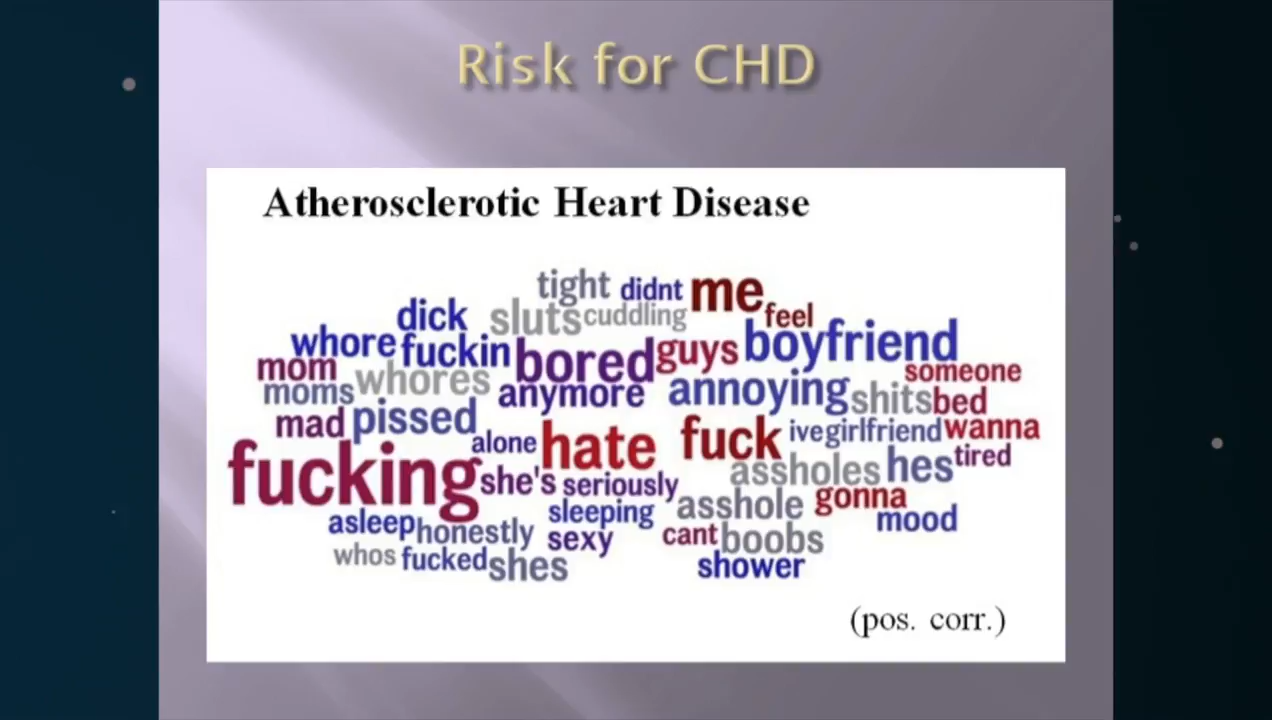 Risk for CHD
Atherosclerotic Heart Disease
tight didnt me
dick sluts cuddling feel
whore fuckin bored guys boyfriend
mom someone
moms whores anymore annoying shits bed
mad pissed alone hate fuck ive girlfriend wanna
fucking she's seriously assholes hes tired
asshole gonna
asleep honestly sleeping mood
whos fucked shes sexy cant boobs
shower
(pos. corr.)